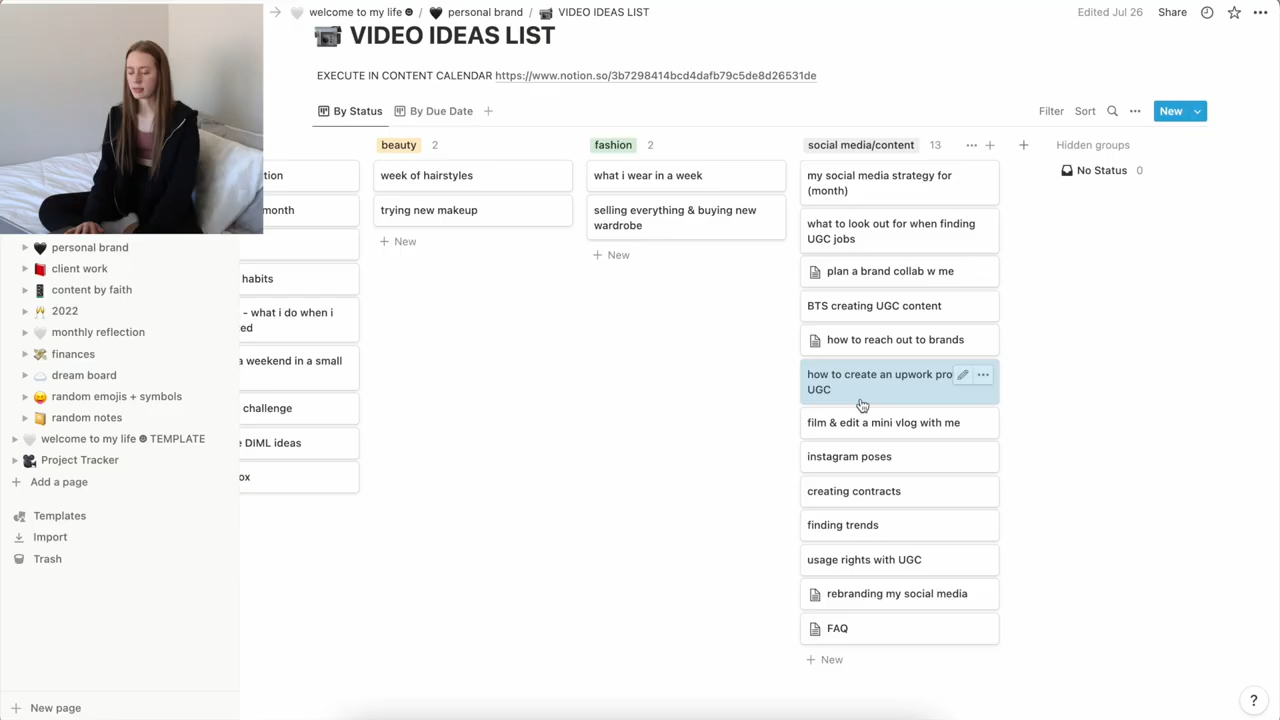 welcome to my life / personal brand / VIDEO IDEAS LIST
Edited Jul 26 Share
VIDEO IDEAS LIST
EXECUTE IN CONTENT CALENDAR https://www.notion.so/3b7298414bcd4dafb79c5de8d26531de
By Status By Due Date
Filter Sort New
personal brand
client work
content by faith
2022
monthly reflection
finances
dream board
random emojis + symbols
random notes
welcome to my life TEMPLATE
Project Tracker
Add a page
Templates
Import
Trash
New page
tion
month
habits
- what i do when i
ed
a weekend in a small
challenge
DIML ideas
ox
beauty 2
week of hairstyles
trying new makeup
New
fashion 2
what i wear in a week
selling everything & buying new
wardrobe
New
social media/content 13
my social media strategy for
(month)
what to look out for when finding
UGC jobs
plan a brand collab w me
BTS creating UGC content
how to reach out to brands
how to create an upwork pro
UGC
film & edit a mini vlog with me
instagram poses
creating contracts
finding trends
usage rights with UGC
rebranding my social media
FAQ
New
Hidden groups
No Status 0
?